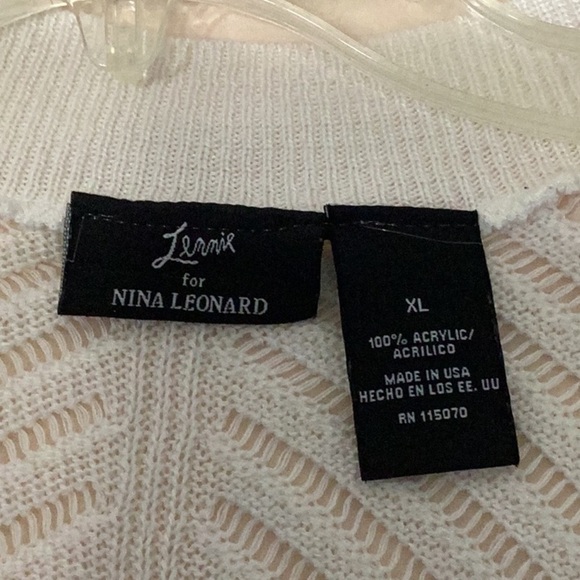 Lennie
for
NINA LEONARD
XL
100% ACRYLIC/
ACRILICO
MADE IN USA
HECHO EN LOS EE. UU
RN 115070